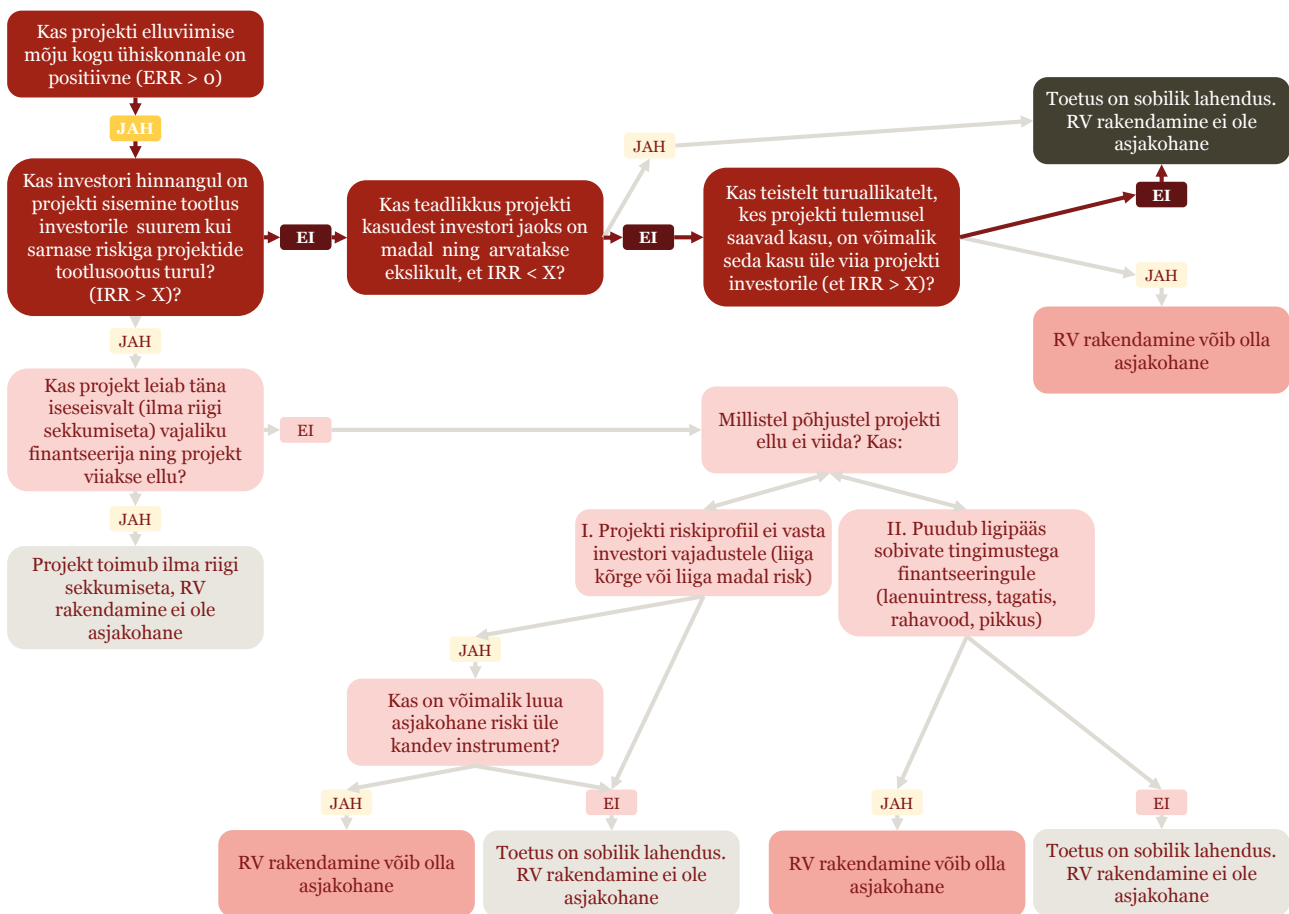 Kas projekti elluviimise
mõju kogu ühiskonnale on
positiivne (ERR > 0)
JAH
Kas investori hinnangul on
projekti sisemine tootlus
investorile suurem kui
sarnase riskiga projektide
tootlusootus turul?
(IRR > X)?
EI
Kas teadlikkus projekti
kasudest investori jaoks on
madal ning arvatakse
ekslikult, et IRR < X?
JAH
EI
Kas teistelt turuallikatelt,
kes projekti tulemusel
saavad kasu, on võimalik
seda kasu üle viia projekti
investorile (et IRR > X)?
Toetus on sobilik lahendus.
RV rakendamine ei ole
asjakohane
EI
JAH
RV rakendamine võib olla
asjakohane
JAH
Kas projekt leiab täna
iseseisvalt (ilma riigi
sekkumiseta) vajaliku
finantseerija ning projekt
viiakse ellu?
EI
Millistel põhjustel projekti
ellu ei viida? Kas:
JAH
Projekt toimub ilma riigi
sekkumiseta, RV
rakendamine ei ole
asjakohane
I. Projekti riskiprofiil ei vasta
investori vajadustele (liiga
kõrge või liiga madal risk)
II. Puudub ligipääs
sobivate tingimustega
finantseeringule
(laenuintress, tagatis,
rahavood, pikkus)
JAH
Kas on võimalik luua
asjakohane riski üle
kandev instrument?
JAH
EI
JAH
EI
RV rakendamine võib olla
asjakohane
Toetus on sobilik lahendus.
RV rakendamine ei ole
asjakohane
RV rakendamine võib olla
asjakohane
Toetus on sobilik lahendus.
RV rakendamine ei ole
asjakohane